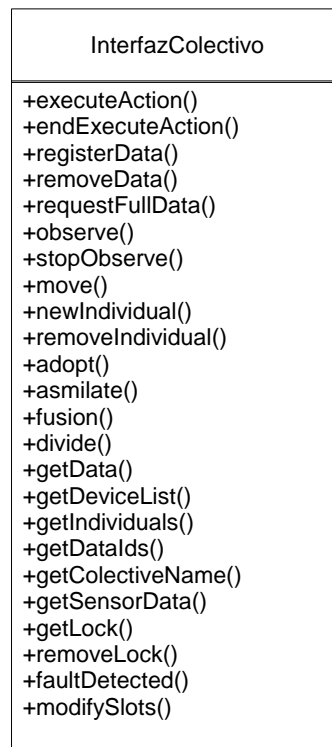 InterfazColectivo
+executeAction()
+endExecuteAction()
+registerData()
+removeData()
+requestFullData()
+observe()
+stopObserve()
+move()
+newIndividual()
+removeIndividual()
+adopt()
+asmilate()
+fusion()
+divide()
+getData()
+getDeviceList()
+getIndividuals()
+getDataIds()
+getColectiveName()
+getSensorData()
+getLock()
+removeLock()
+faultDetected()
+modifySlots()